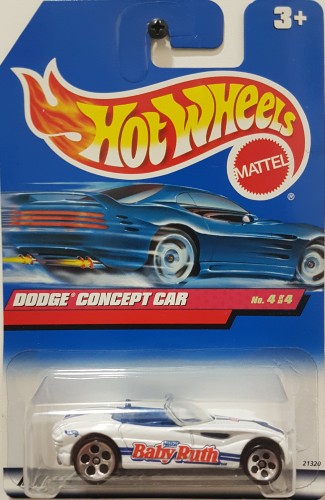 3+
HOT WHEELS
MATTEL
®
DODGE® CONCEPT CAR
No. 4 OF 4
Baby Ruth
21320